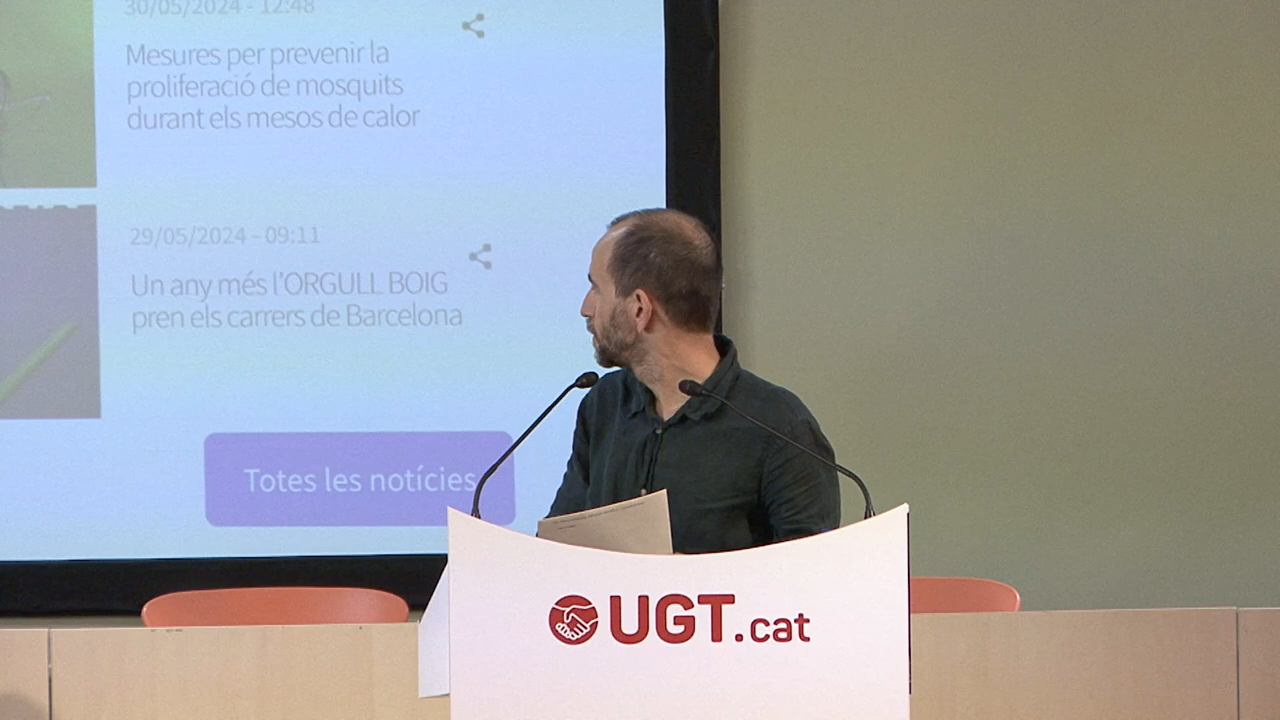 30/05/2024 - 12:48
Mesures per prevenir la
proliferació de mosquits
durant els mesos de calor
29/05/2024 - 09:11
Un any més l'ORGULL BOIG
pren els carrers de Barcelona
Totes les notícies
UGT.cat